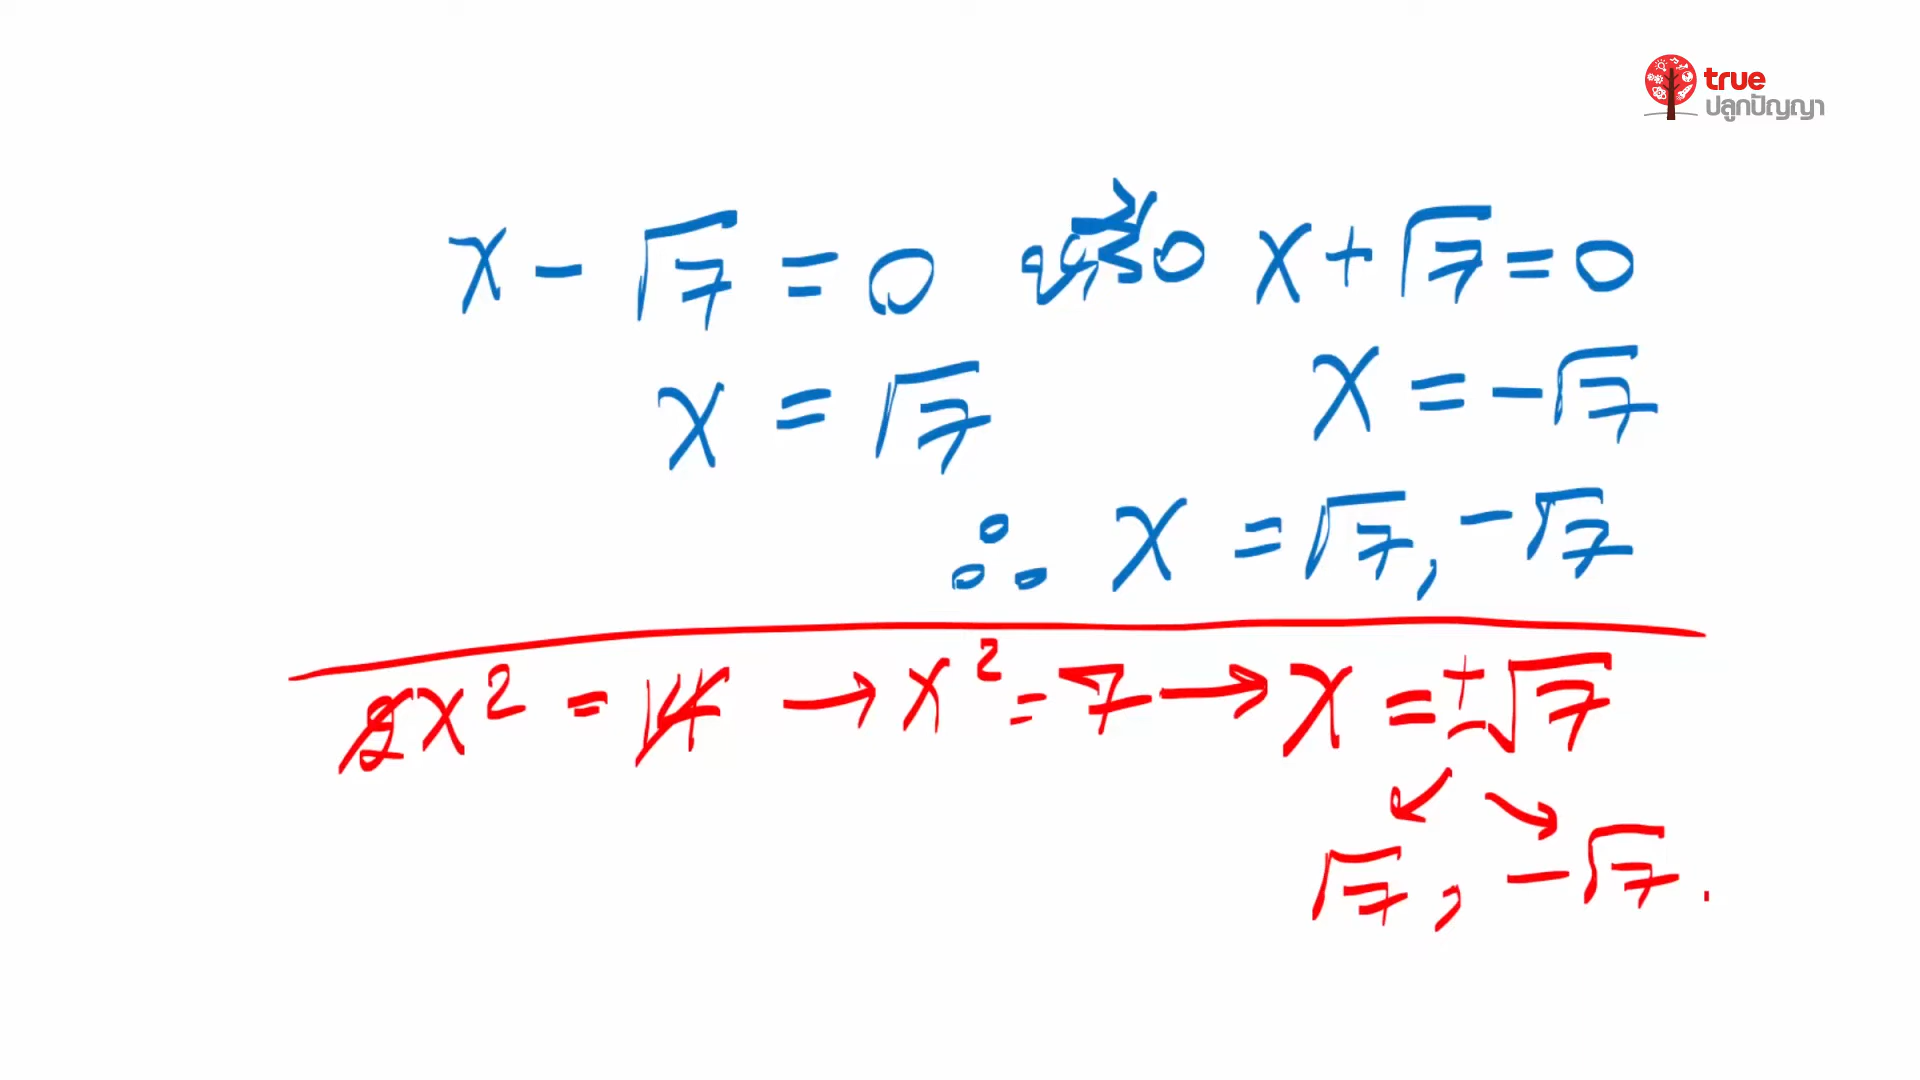 true
ปลูกปัญญา
x - √7 = 0 หรือ x + √7 = 0
x = √7 x = -√7
∴ x = √7, -√7
2x² = 14 → x² = 7 → x = ±√7
√7, -√7.